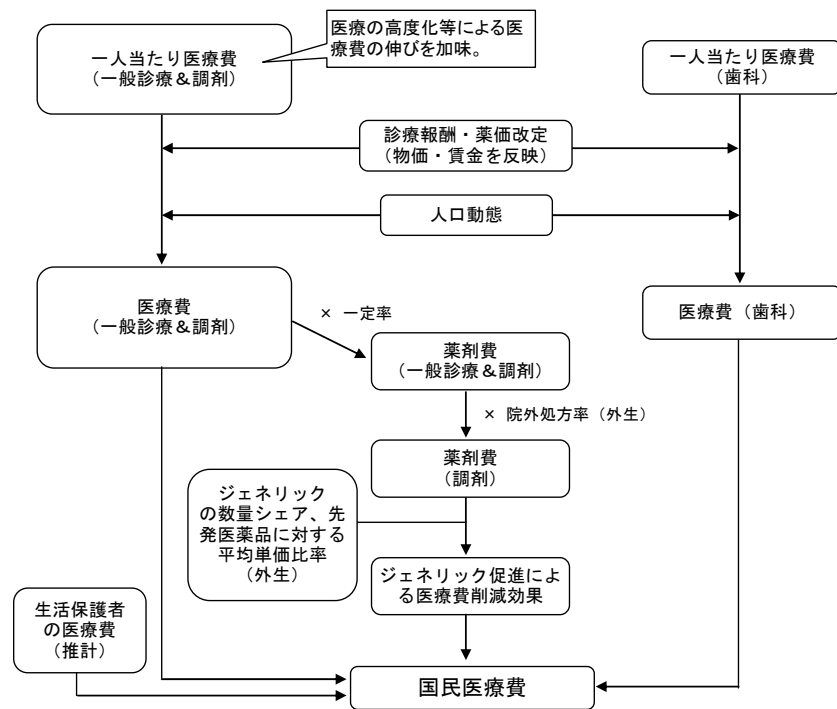 医療の高度化等による医
療費の伸びを加味。
一人当たり医療費
(一般診療＆調剤)
一人当たり医療費
(歯科)
診療報酬・薬価改定
(物価・賃金を反映)
人口動態
医療費
(一般診療＆調剤)
× 一定率
医療費（歯科）
薬剤費
(一般診療＆調剤)
× 院外処方率（外生）
薬剤費
(調剤)
ジェネリック
の数量シェア、先
発医薬品に対する
平均単価比率
(外生)
ジェネリック促進によ
る医療費削減効果
生活保護者
の医療費
(推計)
国民医療費